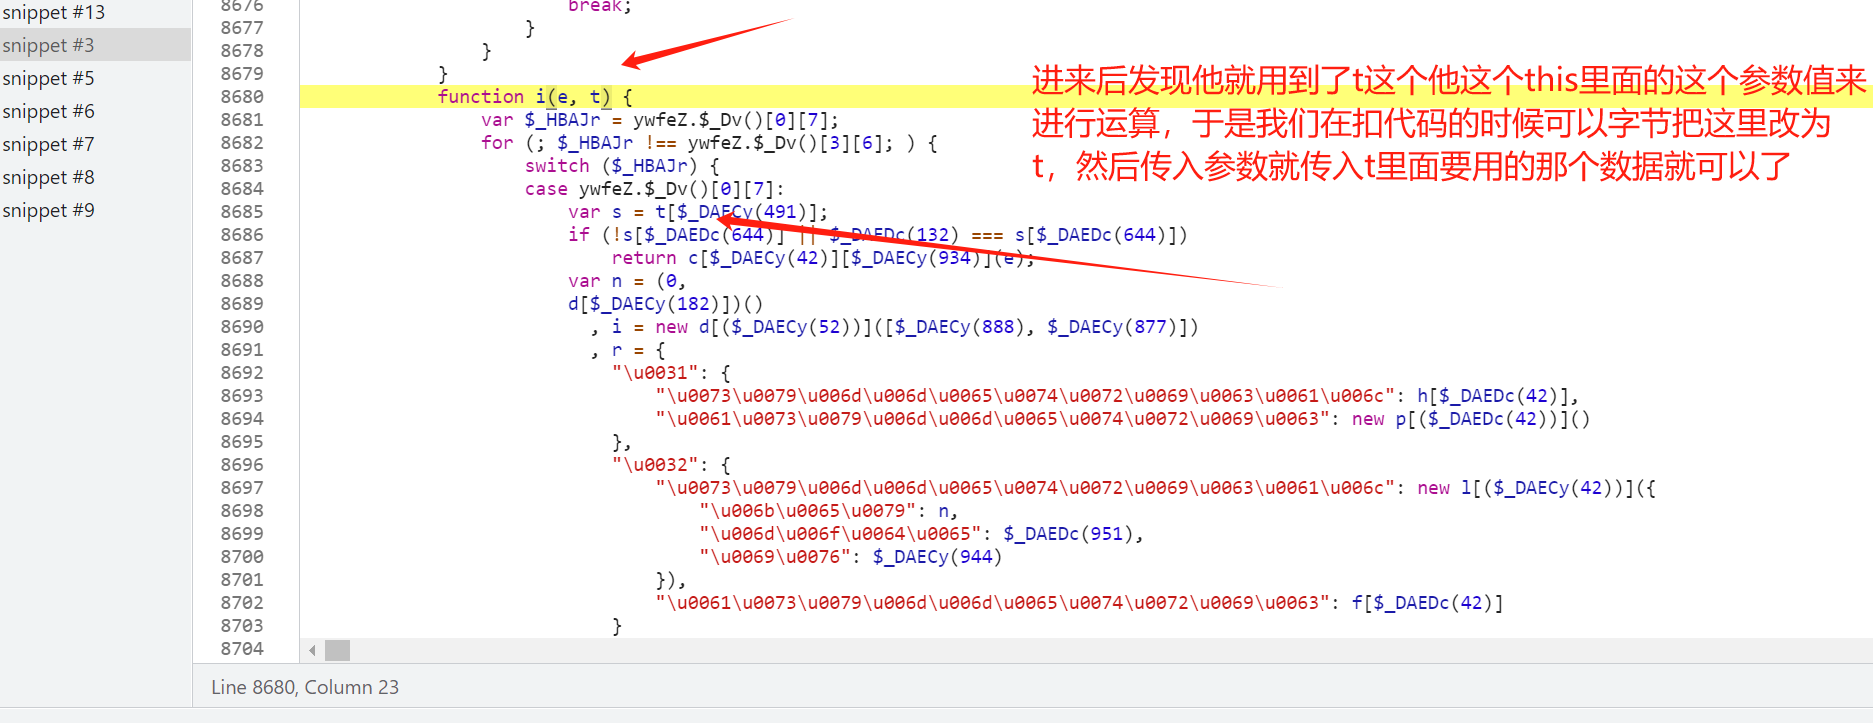 snippet #13
snippet #3
snippet #5
snippet #6
snippet #7
snippet #8
snippet #9
8676 break;
8677 }
8678 }
8679 }
8680 function i(e, t) {
8681 var $_HBAJr = ywfeZ.$_Dv()[0][7];
8682 for (; $_HBAJr !== ywfeZ.$_Dv()[3][6]; ) {
8683 switch ($_HBAJr) {
8684 case ywfeZ.$_Dv()[0][7]:
8685 var s = t[$_DAECy(491)];
8686 if (!s[$_DAEDc(644)] || $_DAEDc(132) === s[$_DAEDc(644)])
8687 return c[$_DAECy(42)][$_DAECy(934)](e);
8688 var n = (0,
8689 d[$_DAECy(182)])()
8690 , i = new d[($_DAECy(52))]([$_DAECy(888), $_DAECy(877)])
8691 , r = {
8692 "\u0031": {
8693 "\u0073\u0079\u006d\u006d\u0065\u0074\u0072\u0069\u0063\u0061\u006c": h[$_DAEDc(42)],
8694 "\u0061\u0073\u0079\u006d\u006d\u0065\u0074\u0072\u0069\u0063": new p[($_DAEDc(42))]()
8695 },
8696 "\u0032": {
8697 "\u0073\u0079\u006d\u006d\u0065\u0074\u0072\u0069\u0063\u0061\u006c": new l[($_DAECy(42))]({
8698 "\u006b\u0065\u0079": n,
8699 "\u006d\u006f\u0064\u0065": $_DAEDc(951),
8700 "\u0069\u0076": $_DAECy(944)
8701 }),
8702 "\u0061\u0073\u0079\u006d\u006d\u0065\u0074\u0072\u0069\u0063": f[$_DAEDc(42)]
8703 }
8704
进来后发现他就用到了t这个他这个this里面的这个参数值来
进行运算，于是我们在扣代码的时候可以字节把这里改为
t，然后传入参数就传入t里面要用的那个数据就可以了
Line 8680, Column 23